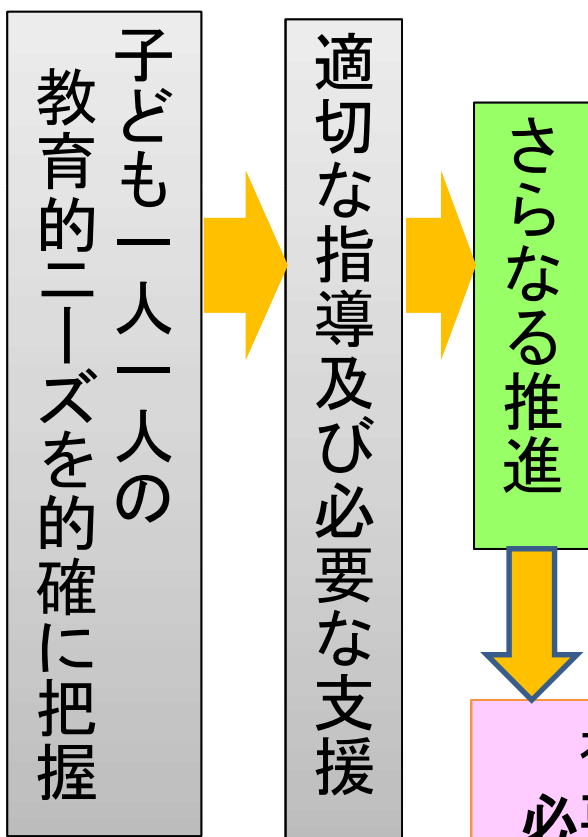 子ども一人一人の
教育的ニーズを的確に把握
適切な指導及び必要な支援
さらなる推進
必